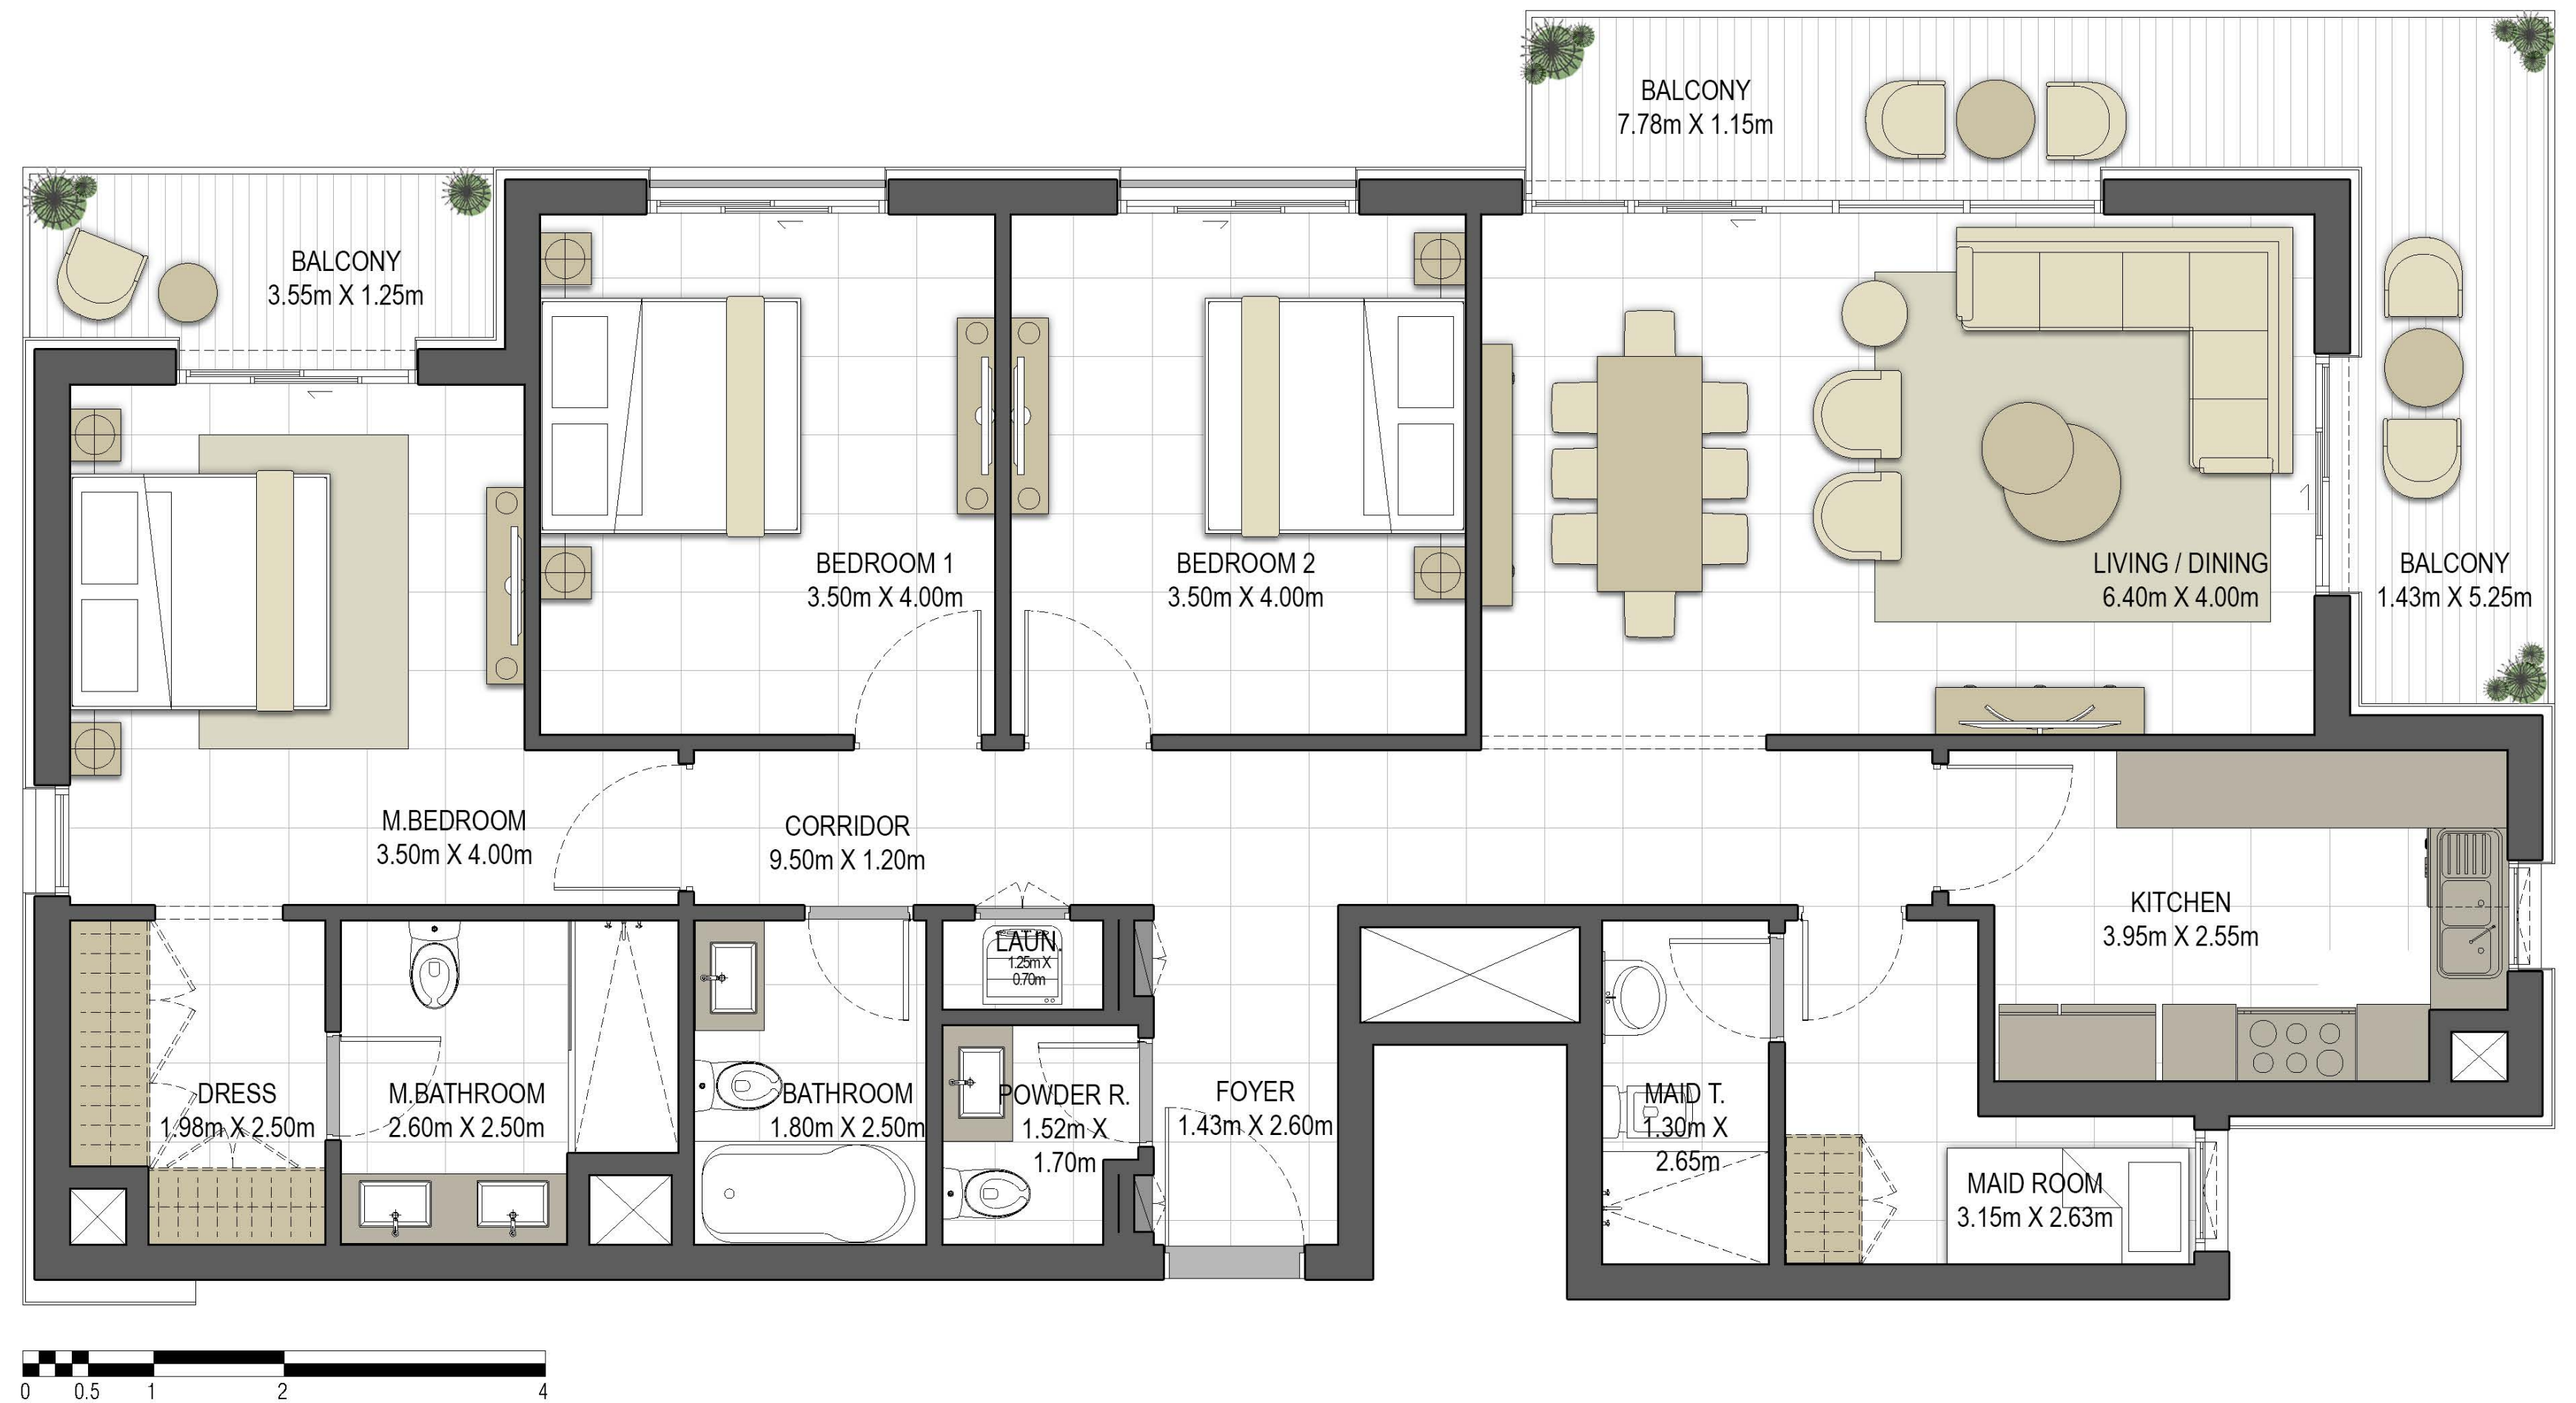 BALCONY
7.78m X 1.15m
BALCONY
3.55m X 1.25m
BEDROOM 1
3.50m X 4.00m
BEDROOM 2
3.50m X 4.00m
LIVING / DINING
6.40m X 4.00m
BALCONY
1.43m X 5.25m
M.BEDROOM
3.50m X 4.00m
CORRIDOR
9.50m X 1.20m
KITCHEN
3.95m X 2.55m
LAUN.
1.25m X
0.70m
DRESS
1.98m X 2.50m
M.BATHROOM
2.60m X 2.50m
BATHROOM
1.80m X 2.50m
POWDER R.
1.52m X
1.70m
FOYER
1.43m X 2.60m
MAID T.
1.30m X
2.65m
MAID ROOM
3.15m X 2.63m
0 0.5 1 2 4